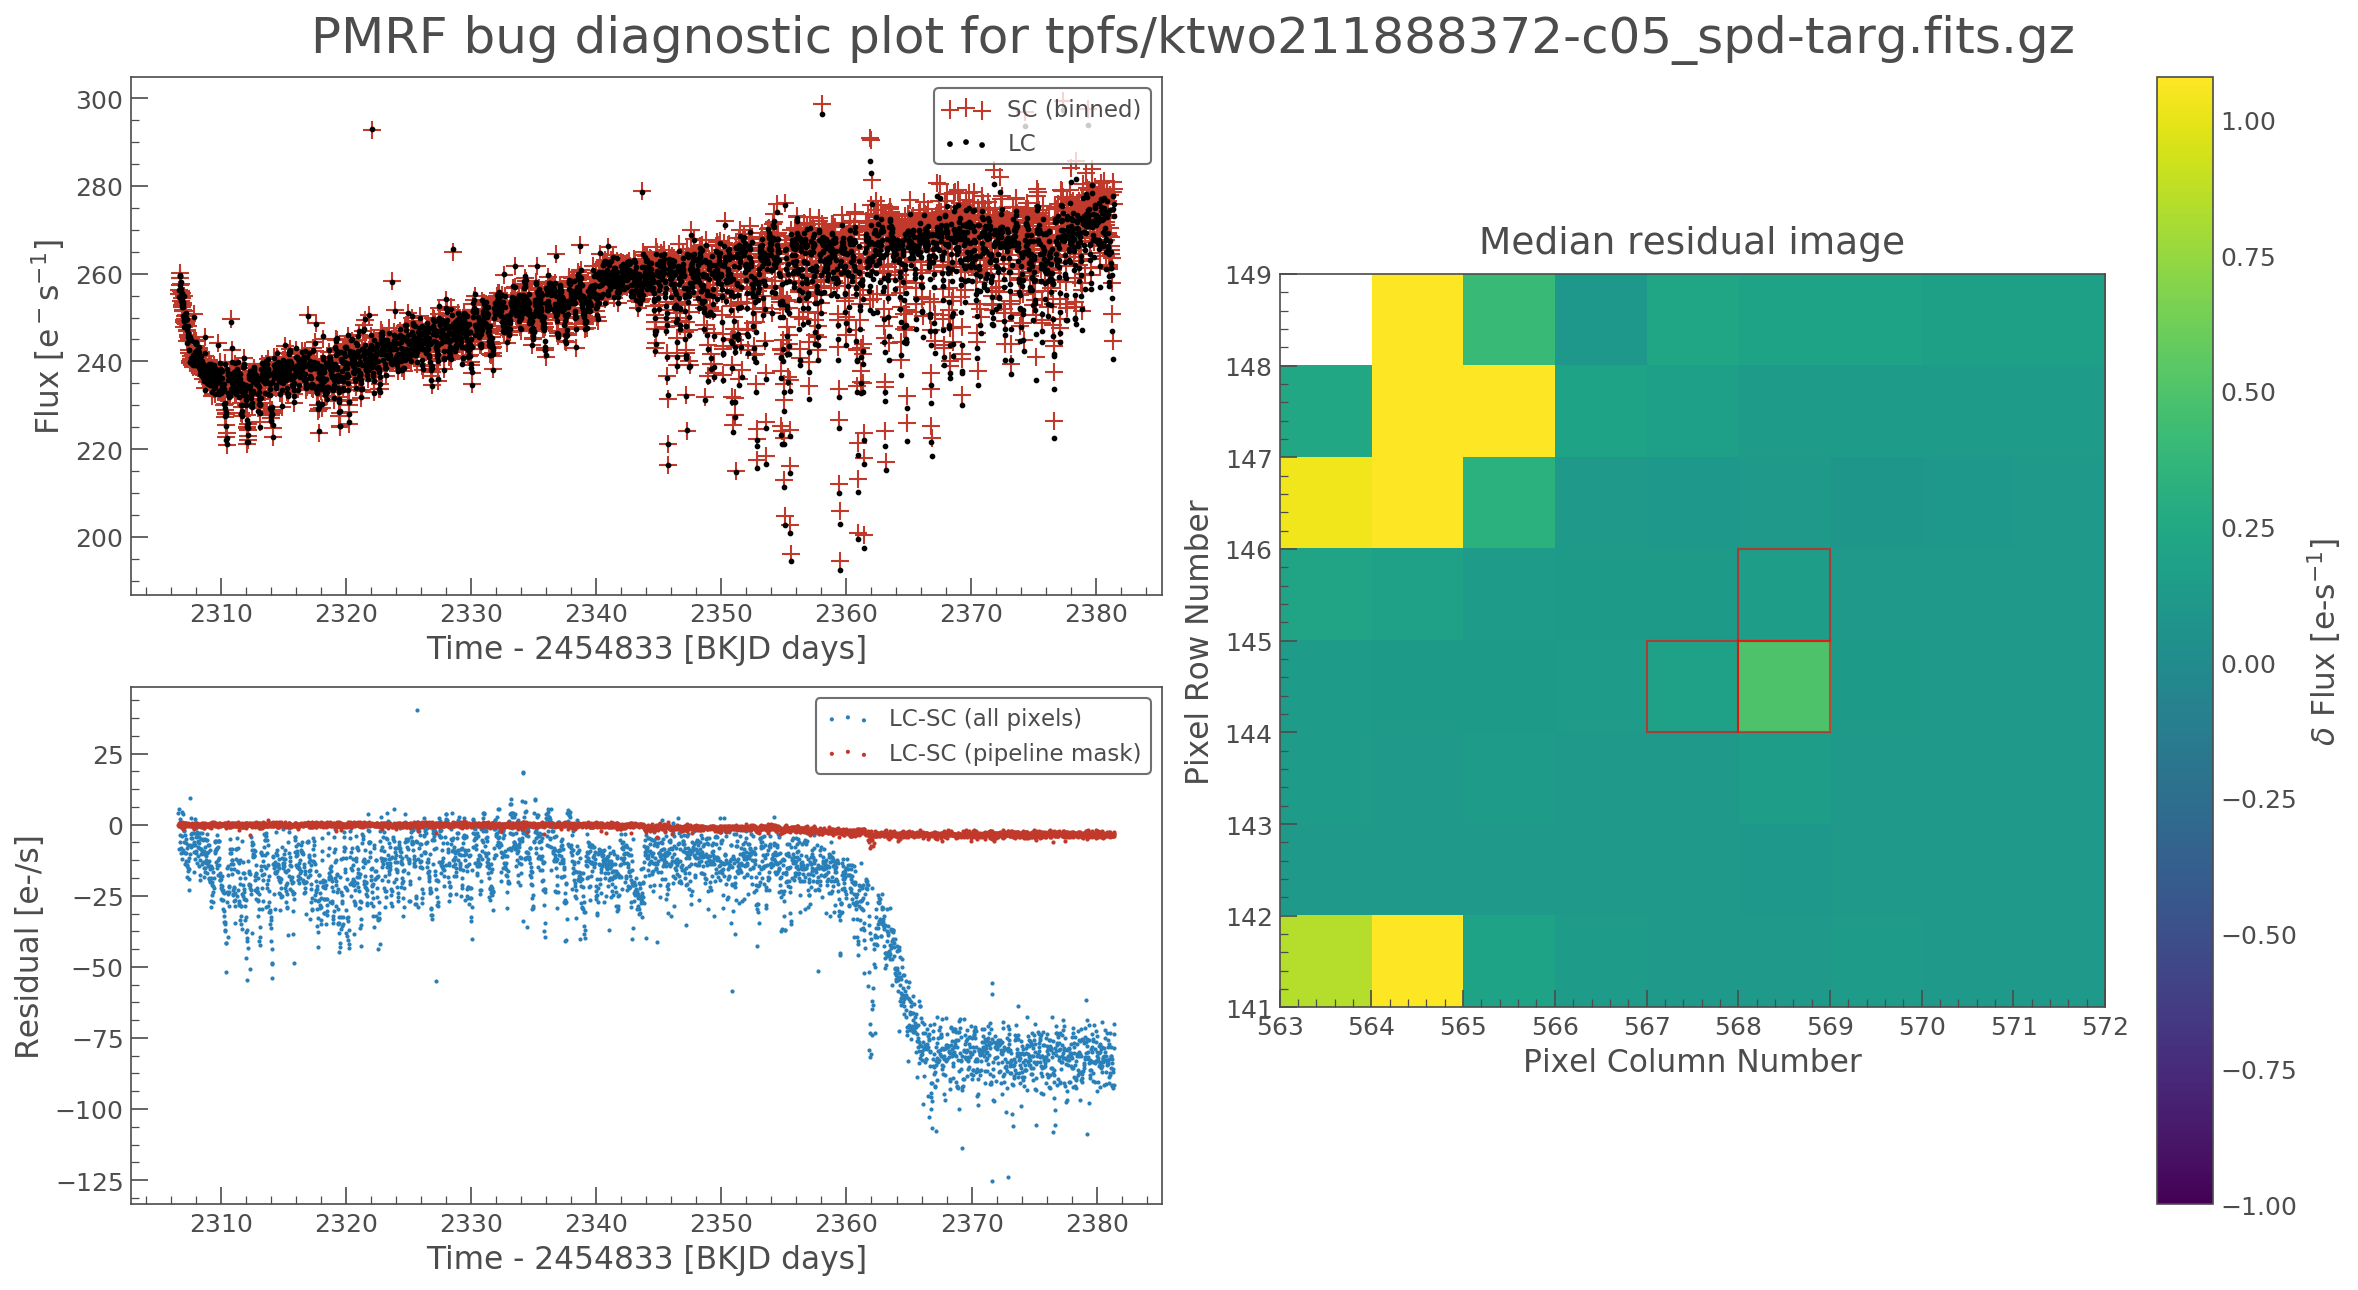 PMRF bug diagnostic plot for tpfs/ktwo211888372-c05_spd-targ.fits.gz
300
280
260
240
220
200
Flux [e⁻ s⁻¹]
SC (binned)
LC
2310 2320 2330 2340 2350 2360 2370 2380
Time - 2454833 [BKJD days]
25
0
−25
−50
−75
−100
−125
Residual [e-/s]
LC-SC (all pixels)
LC-SC (pipeline mask)
2310 2320 2330 2340 2350 2360 2370 2380
Time - 2454833 [BKJD days]
Median residual image
149
148
147
146
145
144
143
142
141
Pixel Row Number
563 564 565 566 567 568 569 570 571 572
Pixel Column Number
1.00
0.75
0.50
0.25
0.00
−0.25
−0.50
−0.75
−1.00
δ Flux [e-s⁻¹]